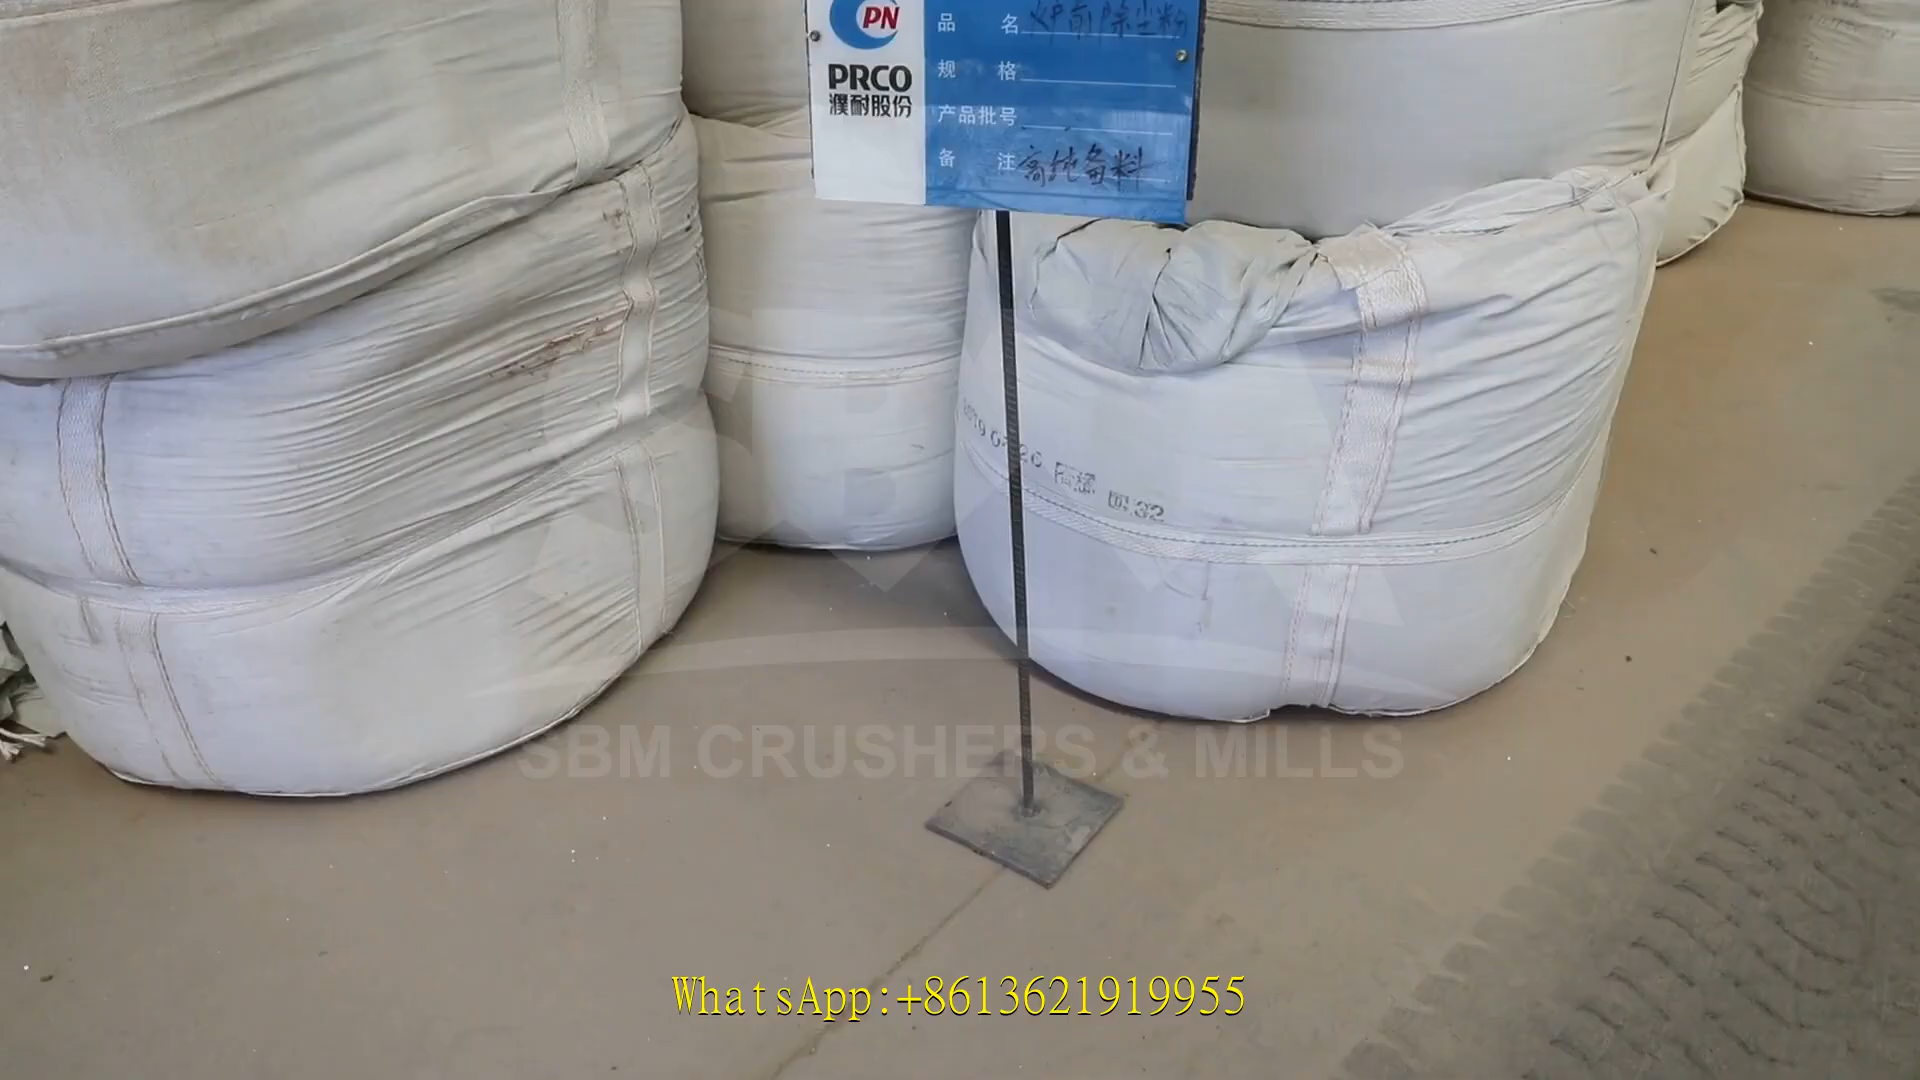 PN
PRCO
濮耐股份
品 名 炉前除尘粉
规 格
产品批号
备 注 高纯备料
SBM
SBM CRUSHERS & MILLS
WhatsApp:+8613621919955